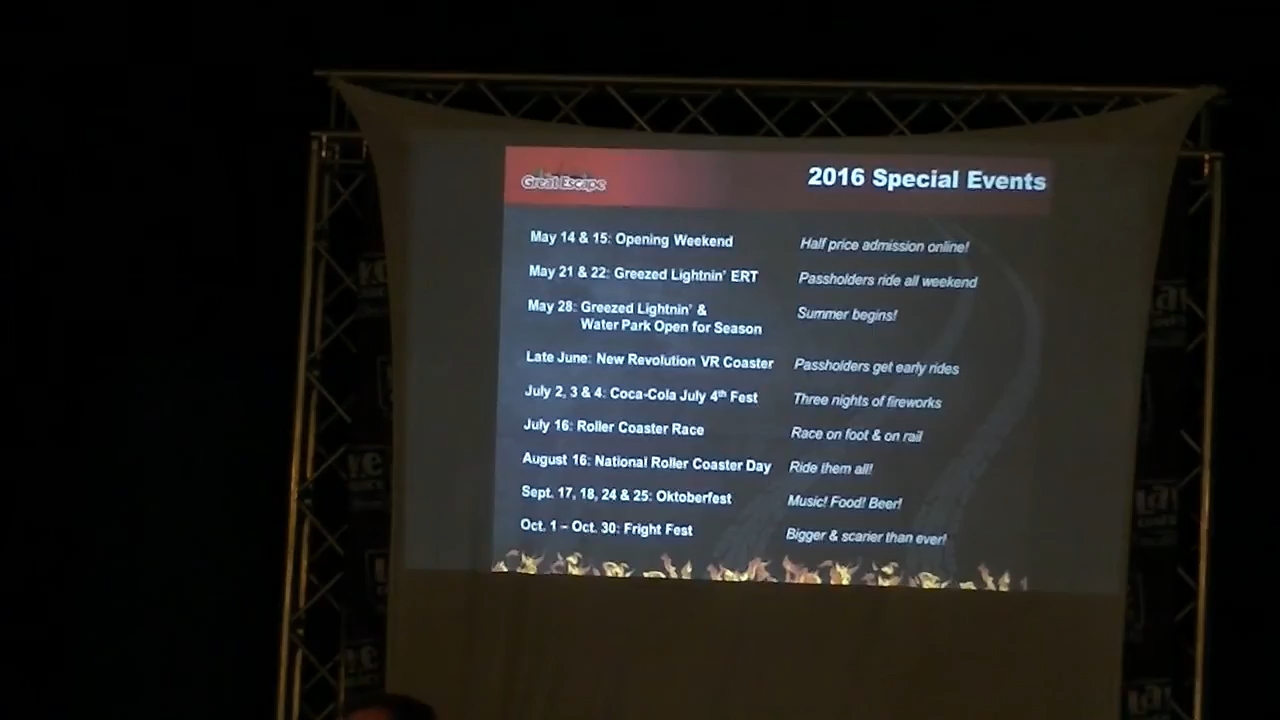 Great Escape
2016 Special Events
May 14 & 15: Opening Weekend Half price admission online!
May 21 & 22: Greezed Lightnin' ERT Passholders ride all weekend
May 28: Greezed Lightnin' & Summer begins!
Water Park Open for Season
Late June: New Revolution VR Coaster Passholders get early rides
July 2, 3 & 4: Coca-Cola July 4th Fest Three nights of fireworks
July 16: Roller Coaster Race Race on foot & on rail
August 16: National Roller Coaster Day Ride them all!
Sept. 17, 18, 24 & 25: Oktoberfest Music! Food! Beer!
Oct. 1 – Oct. 30: Fright Fest Bigger & scarier than ever!